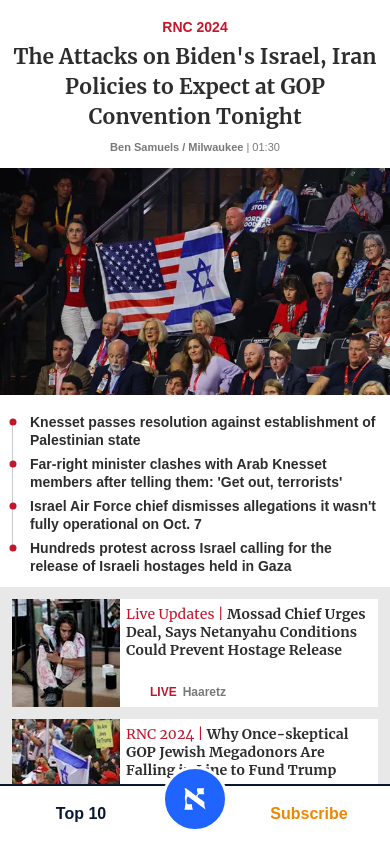 RNC 2024
The Attacks on Biden's Israel, Iran
Policies to Expect at GOP
Convention Tonight
Ben Samuels / Milwaukee | 01:30
STOP
BORDER
Knesset passes resolution against establishment of
Palestinian state
Far-right minister clashes with Arab Knesset
members after telling them: 'Get out, terrorists'
Israel Air Force chief dismisses allegations it wasn't
fully operational on Oct. 7
Hundreds protest across Israel calling for the
release of Israeli hostages held in Gaza
Live Updates | Mossad Chief Urges
Deal, Says Netanyahu Conditions
Could Prevent Hostage Release
LIVE Haaretz
RNC 2024 | Why Once-skeptical
GOP Jewish Megadonors Are
Falling in Line to Fund Trump
Top 10
Subscribe